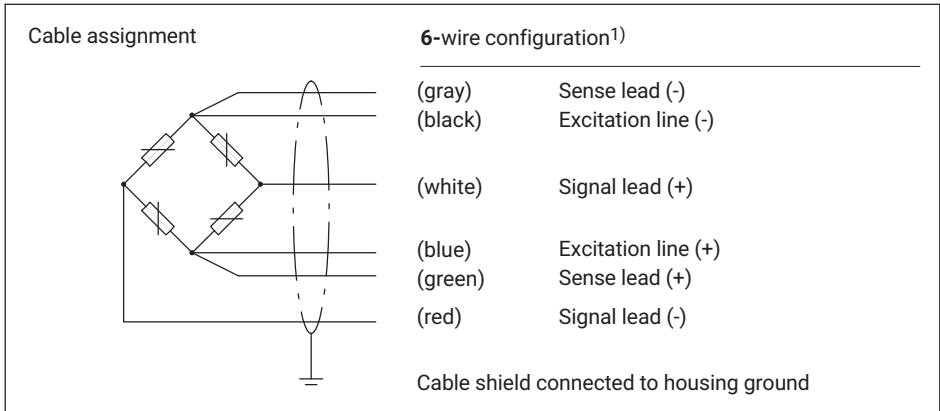 Cable assignment 6-wire configuration1)
(gray) Sense lead (-)
(black) Excitation line (-)
(white) Signal lead (+)
(blue) Excitation line (+)
(green) Sense lead (+)
(red) Signal lead (-)
Cable shield connected to housing ground